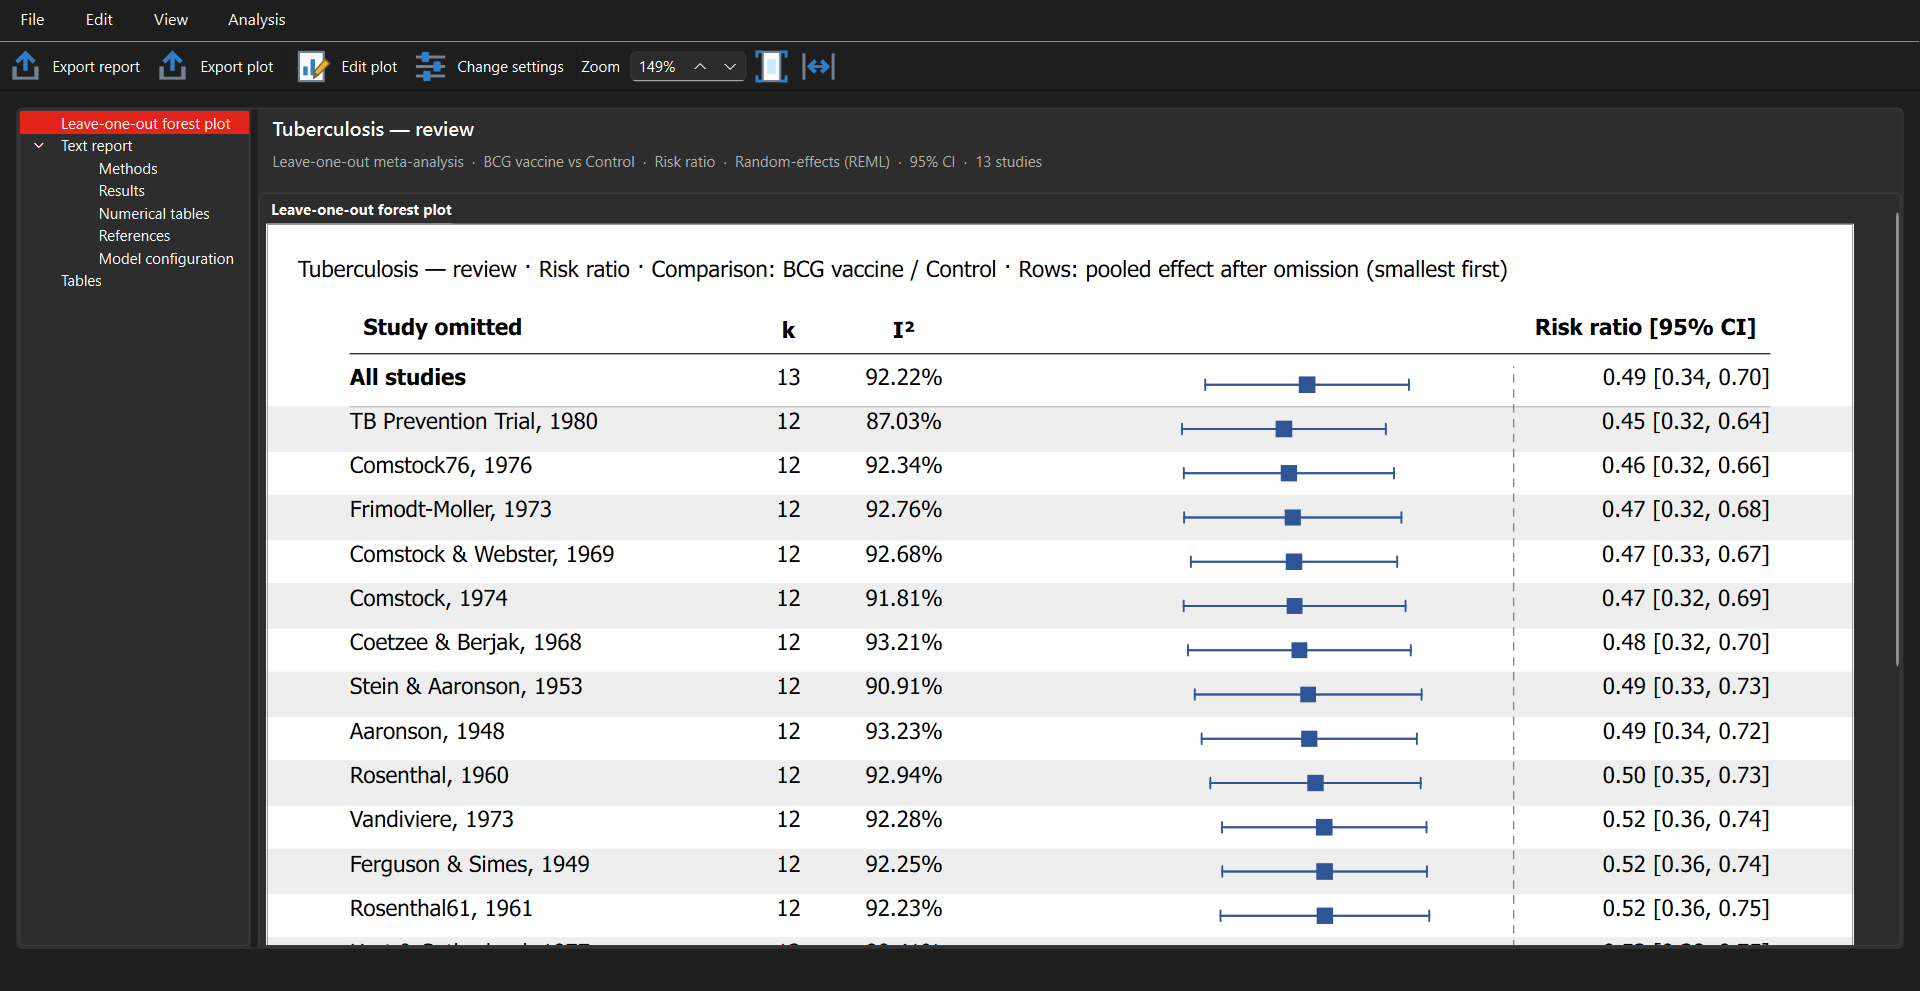 File Edit View Analysis
Export report Export plot Edit plot Change settings Zoom 149%
Leave-one-out forest plot
Text report
Methods
Results
Numerical tables
References
Model configuration
Tables
Tuberculosis — review
Leave-one-out meta-analysis · BCG vaccine vs Control · Risk ratio · Random-effects (REML) · 95% CI · 13 studies
Leave-one-out forest plot
Tuberculosis — review · Risk ratio · Comparison: BCG vaccine / Control · Rows: pooled effect after omission (smallest first)
Study omitted k I² Risk ratio [95% CI]
All studies 13 92.22% 0.49 [0.34, 0.70]
TB Prevention Trial, 1980 12 87.03% 0.45 [0.32, 0.64]
Comstock76, 1976 12 92.34% 0.46 [0.32, 0.66]
Frimodt-Moller, 1973 12 92.76% 0.47 [0.32, 0.68]
Comstock & Webster, 1969 12 92.68% 0.47 [0.33, 0.67]
Comstock, 1974 12 91.81% 0.47 [0.32, 0.69]
Coetzee & Berjak, 1968 12 93.21% 0.48 [0.32, 0.70]
Stein & Aaronson, 1953 12 90.91% 0.49 [0.33, 0.73]
Aaronson, 1948 12 93.23% 0.49 [0.34, 0.72]
Rosenthal, 1960 12 92.94% 0.50 [0.35, 0.73]
Vandiviere, 1973 12 92.28% 0.52 [0.36, 0.74]
Ferguson & Simes, 1949 12 92.25% 0.52 [0.36, 0.74]
Rosenthal61, 1961 12 92.23% 0.52 [0.36, 0.75]